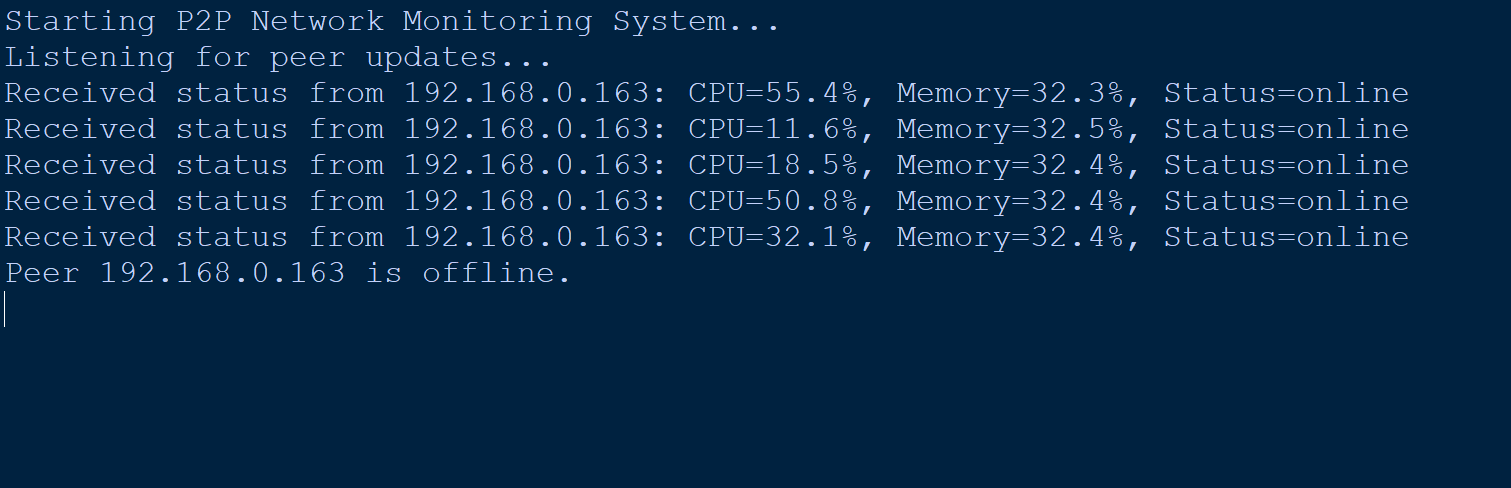 Starting P2P Network Monitoring System...
Listening for peer updates...
Received status from 192.168.0.163: CPU=55.4%, Memory=32.3%, Status=online
Received status from 192.168.0.163: CPU=11.6%, Memory=32.5%, Status=online
Received status from 192.168.0.163: CPU=18.5%, Memory=32.4%, Status=online
Received status from 192.168.0.163: CPU=50.8%, Memory=32.4%, Status=online
Received status from 192.168.0.163: CPU=32.1%, Memory=32.4%, Status=online
Peer 192.168.0.163 is offline.